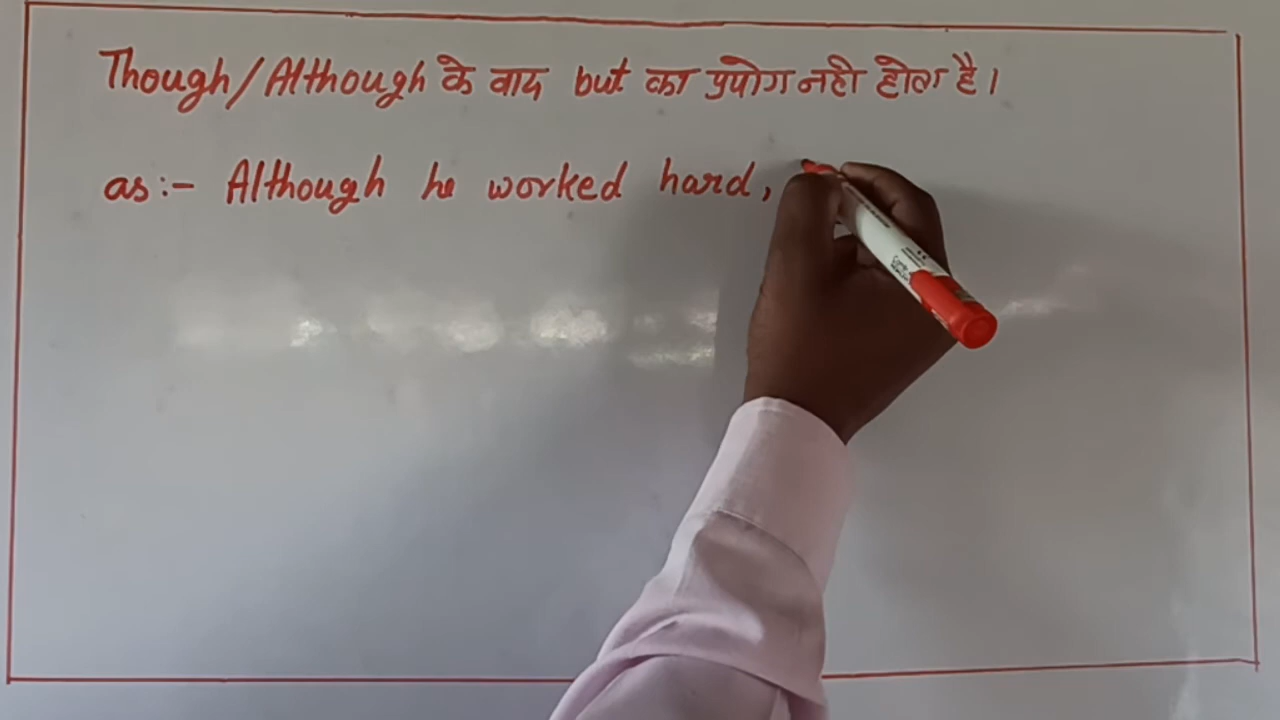 Though/Although के बाद but का प्रयोग नही होता है।
as:- Although he worked hard,